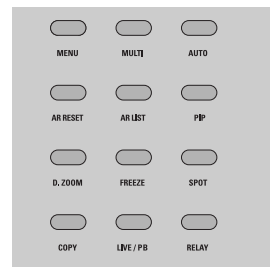 MENU MULTI AUTO
AR RESET AR LIST PIP
D. ZOOM FREEZE SPOT
COPY LIVE / PB RELAY